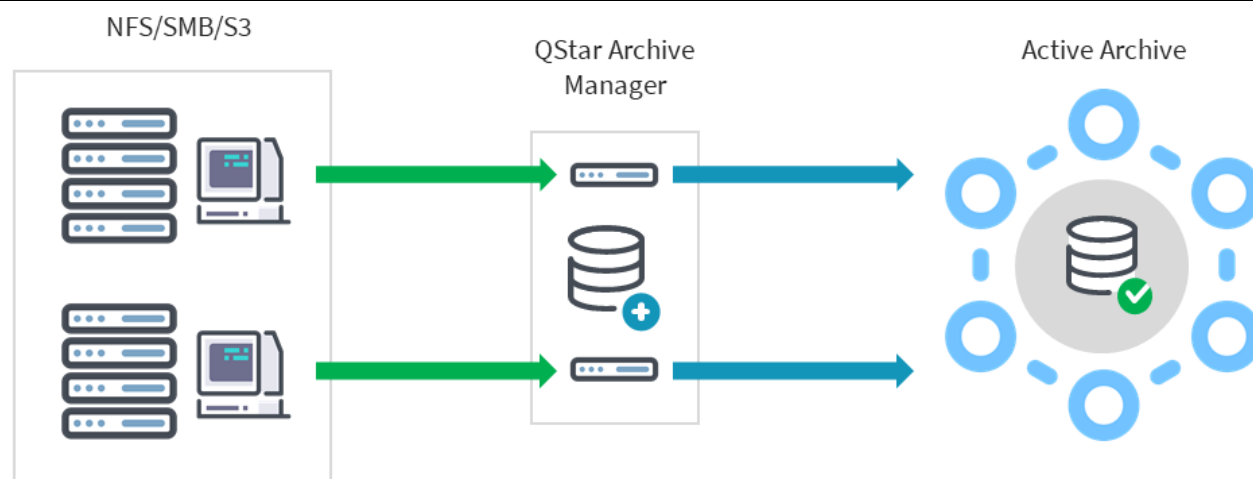 NFS/SMB/S3
QStar Archive
Manager
Active Archive